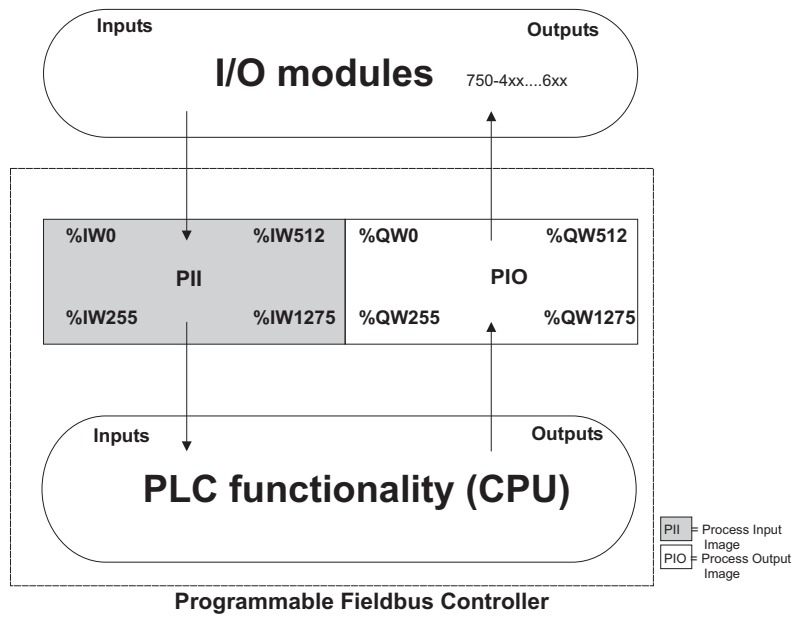 Inputs
Outputs
I/O modules 750-4xx....6xx
%IW0 %IW512 %QW0 %QW512
PII PIO
%IW255 %IW1275 %QW255 %QW1275
Inputs
Outputs
PLC functionality (CPU)
PII = Process Input
Image
PIO = Process Output
Image
Programmable Fieldbus Controller